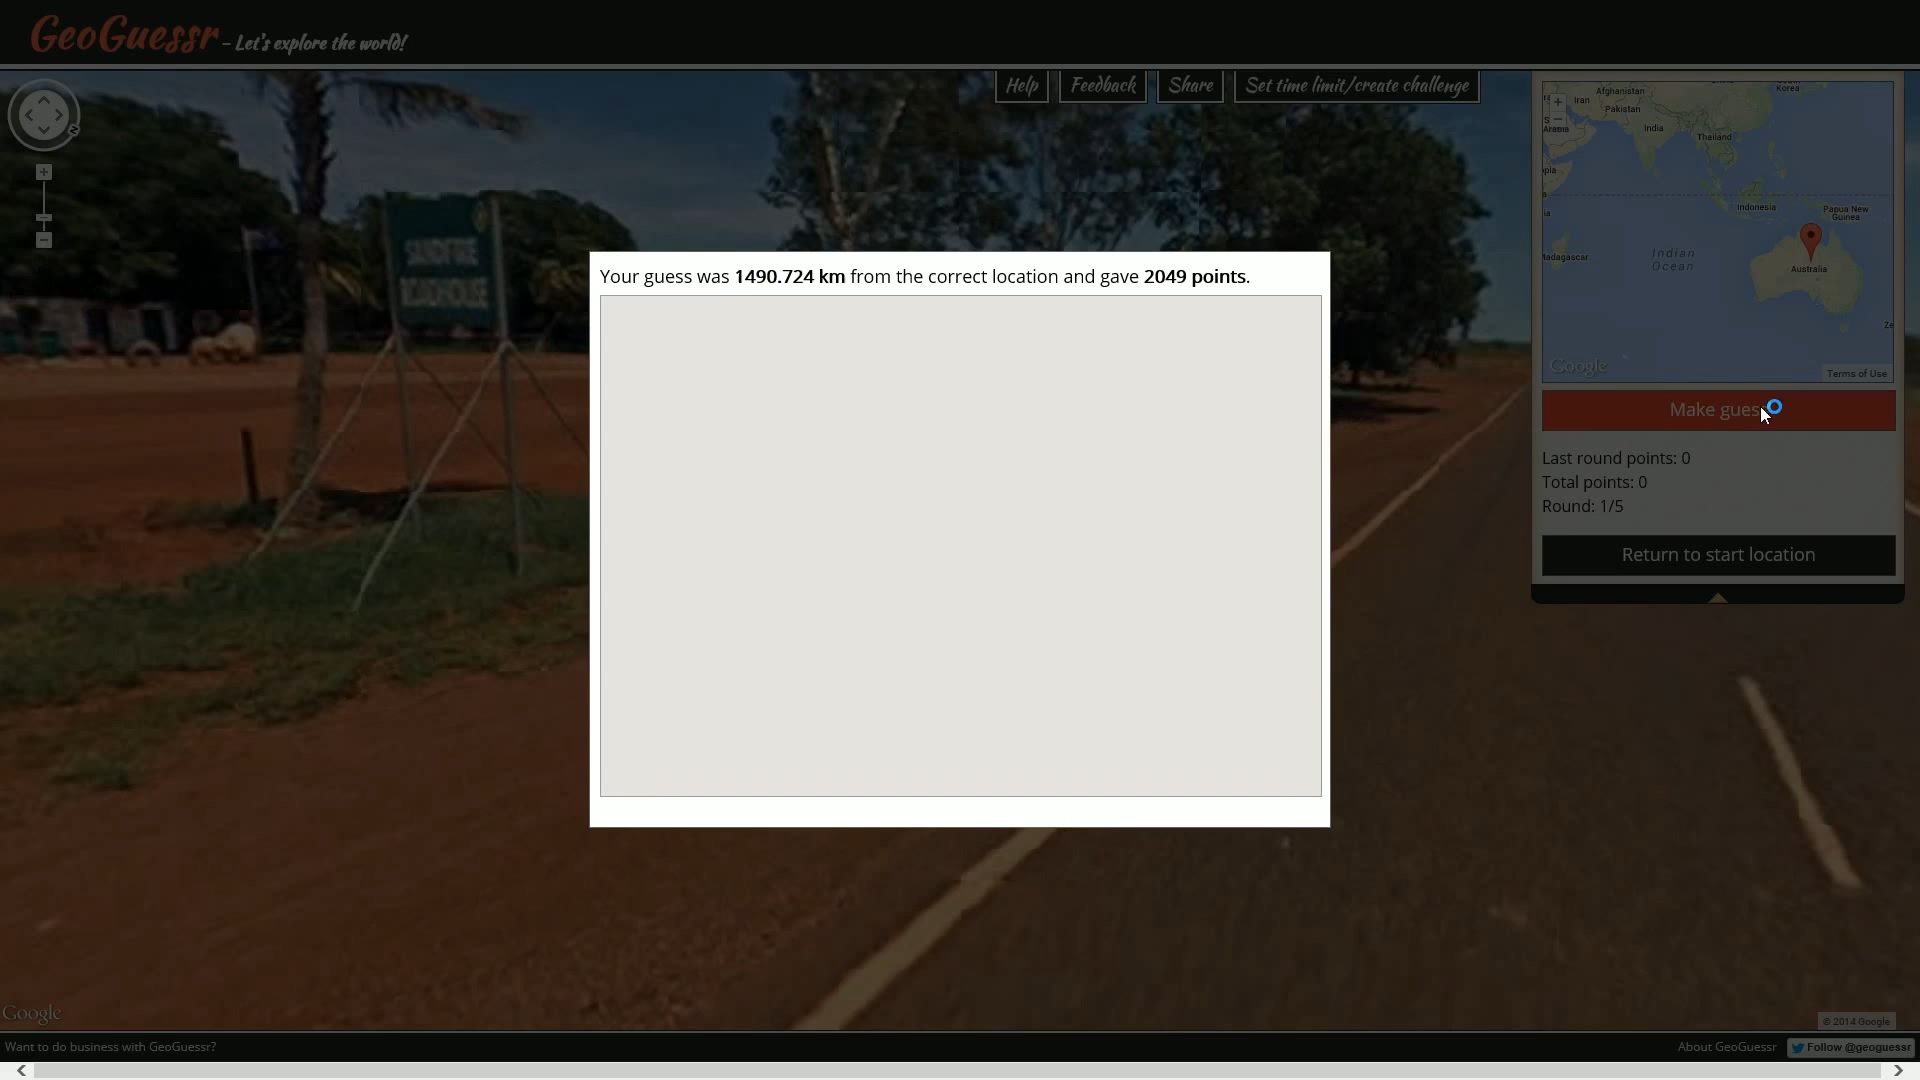 GeoGuessr - Let's explore the world!
Help
Feedback
Share
Set time limit/create challenge
SANDFIRE
ROADHOUSE
Your guess was 1490.724 km from the correct location and gave 2049 points.
Korea
Afghanistan
Iran
Pakistan
India
Thailand
Indonesia
Papua New
Guinea
Madagascar
Indian
Ocean
Australia
Google
Terms of Use
Make guess
Last round points: 0
Total points: 0
Round: 1/5
Return to start location
Google
© 2014 Google
Want to do business with GeoGuessr?
About GeoGuessr
Follow @geoguessr